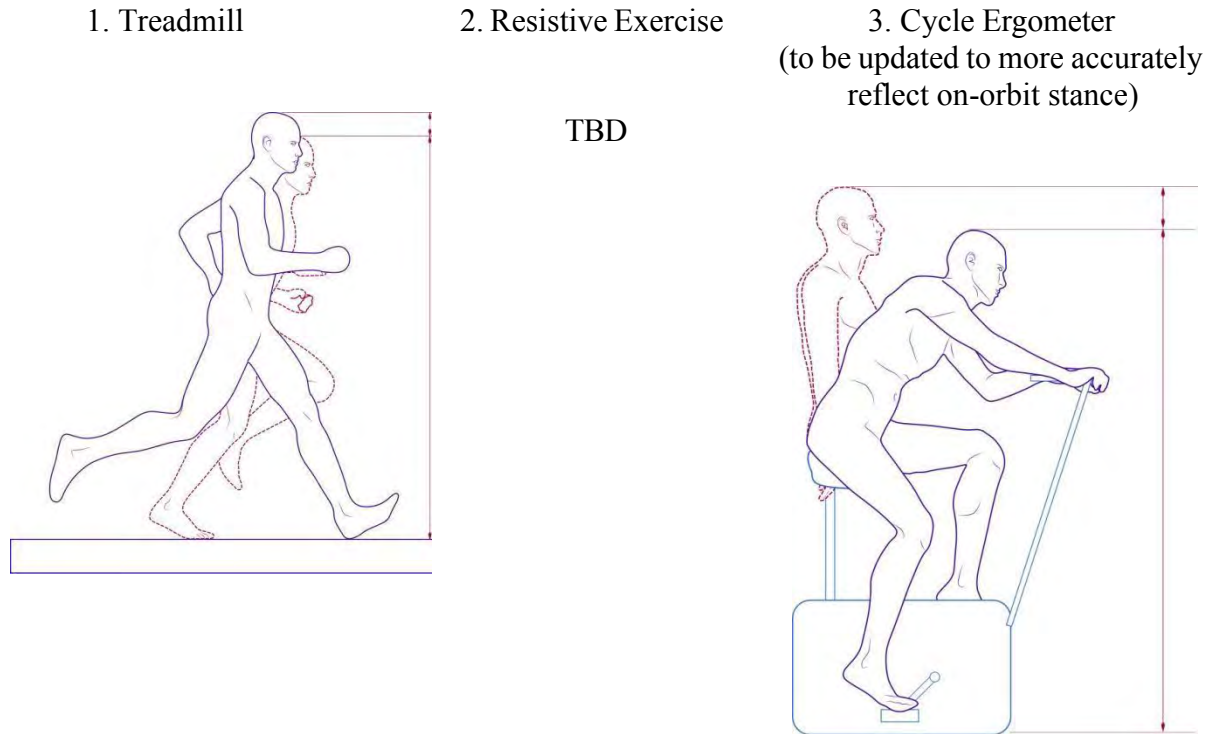 1. Treadmill
2. Resistive Exercise
3. Cycle Ergometer
(to be updated to more accurately
reflect on-orbit stance)
TBD